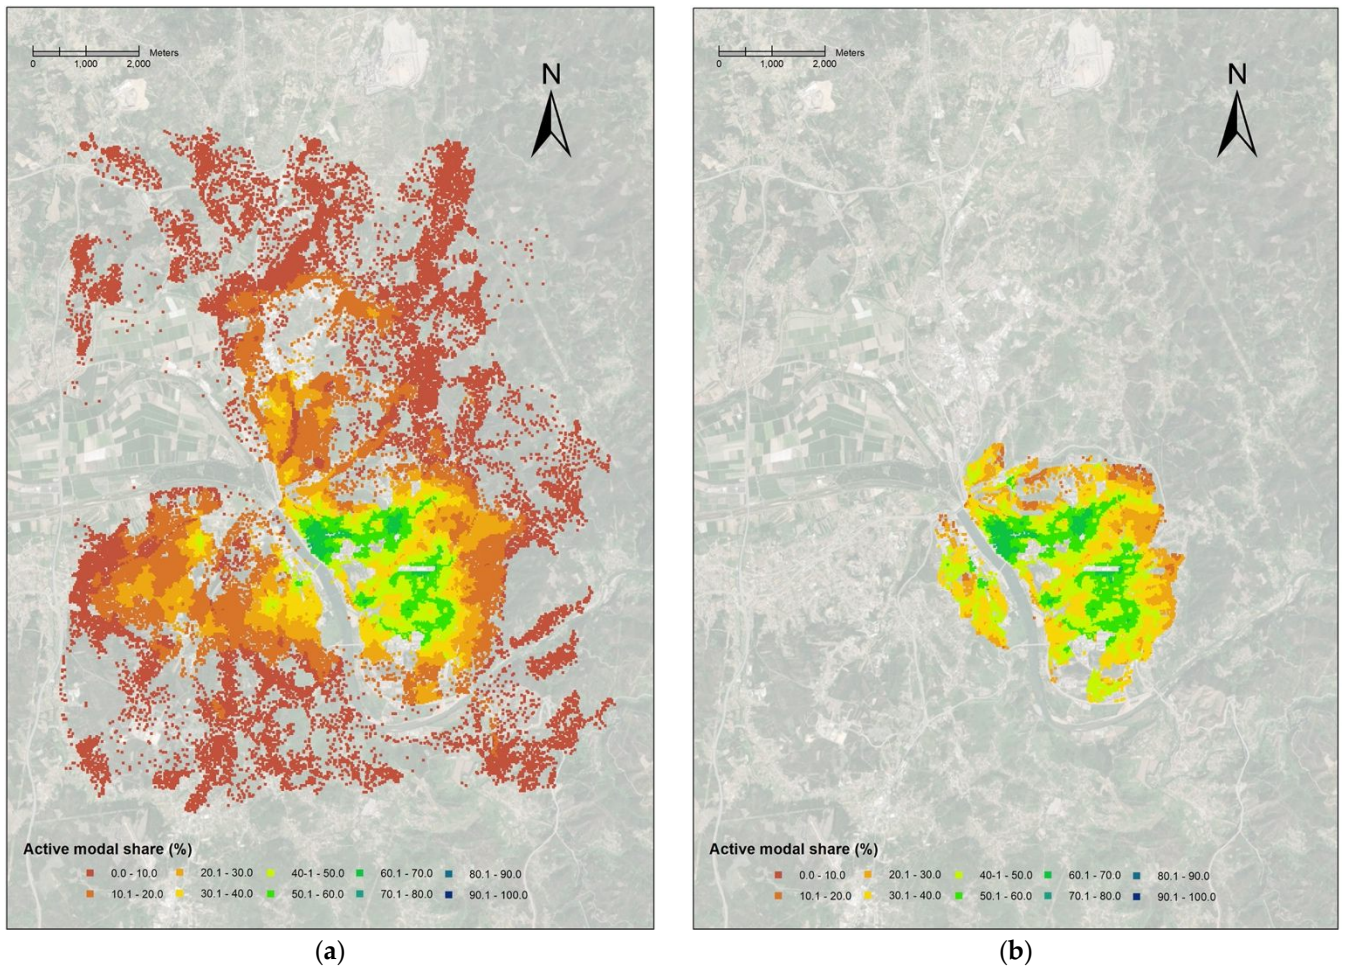 Meters
0 1,000 2,000
N
Active modal share (%)
0.0 - 10.0 20.1 - 30.0 40-1 - 50.0 60.1 - 70.0 80.1 - 90.0
10.1 - 20.0 30.1 - 40.0 50.1 - 60.0 70.1 - 80.0 90.1 - 100.0
(a)
Meters
0 1,000 2,000
N
Active modal share (%)
0.0 - 10.0 20.1 - 30.0 40-1 - 50.0 60.1 - 70.0 80.1 - 90.0
10.1 - 20.0 30.1 - 40.0 50.1 - 60.0 70.1 - 80.0 90.1 - 100.0
(b)